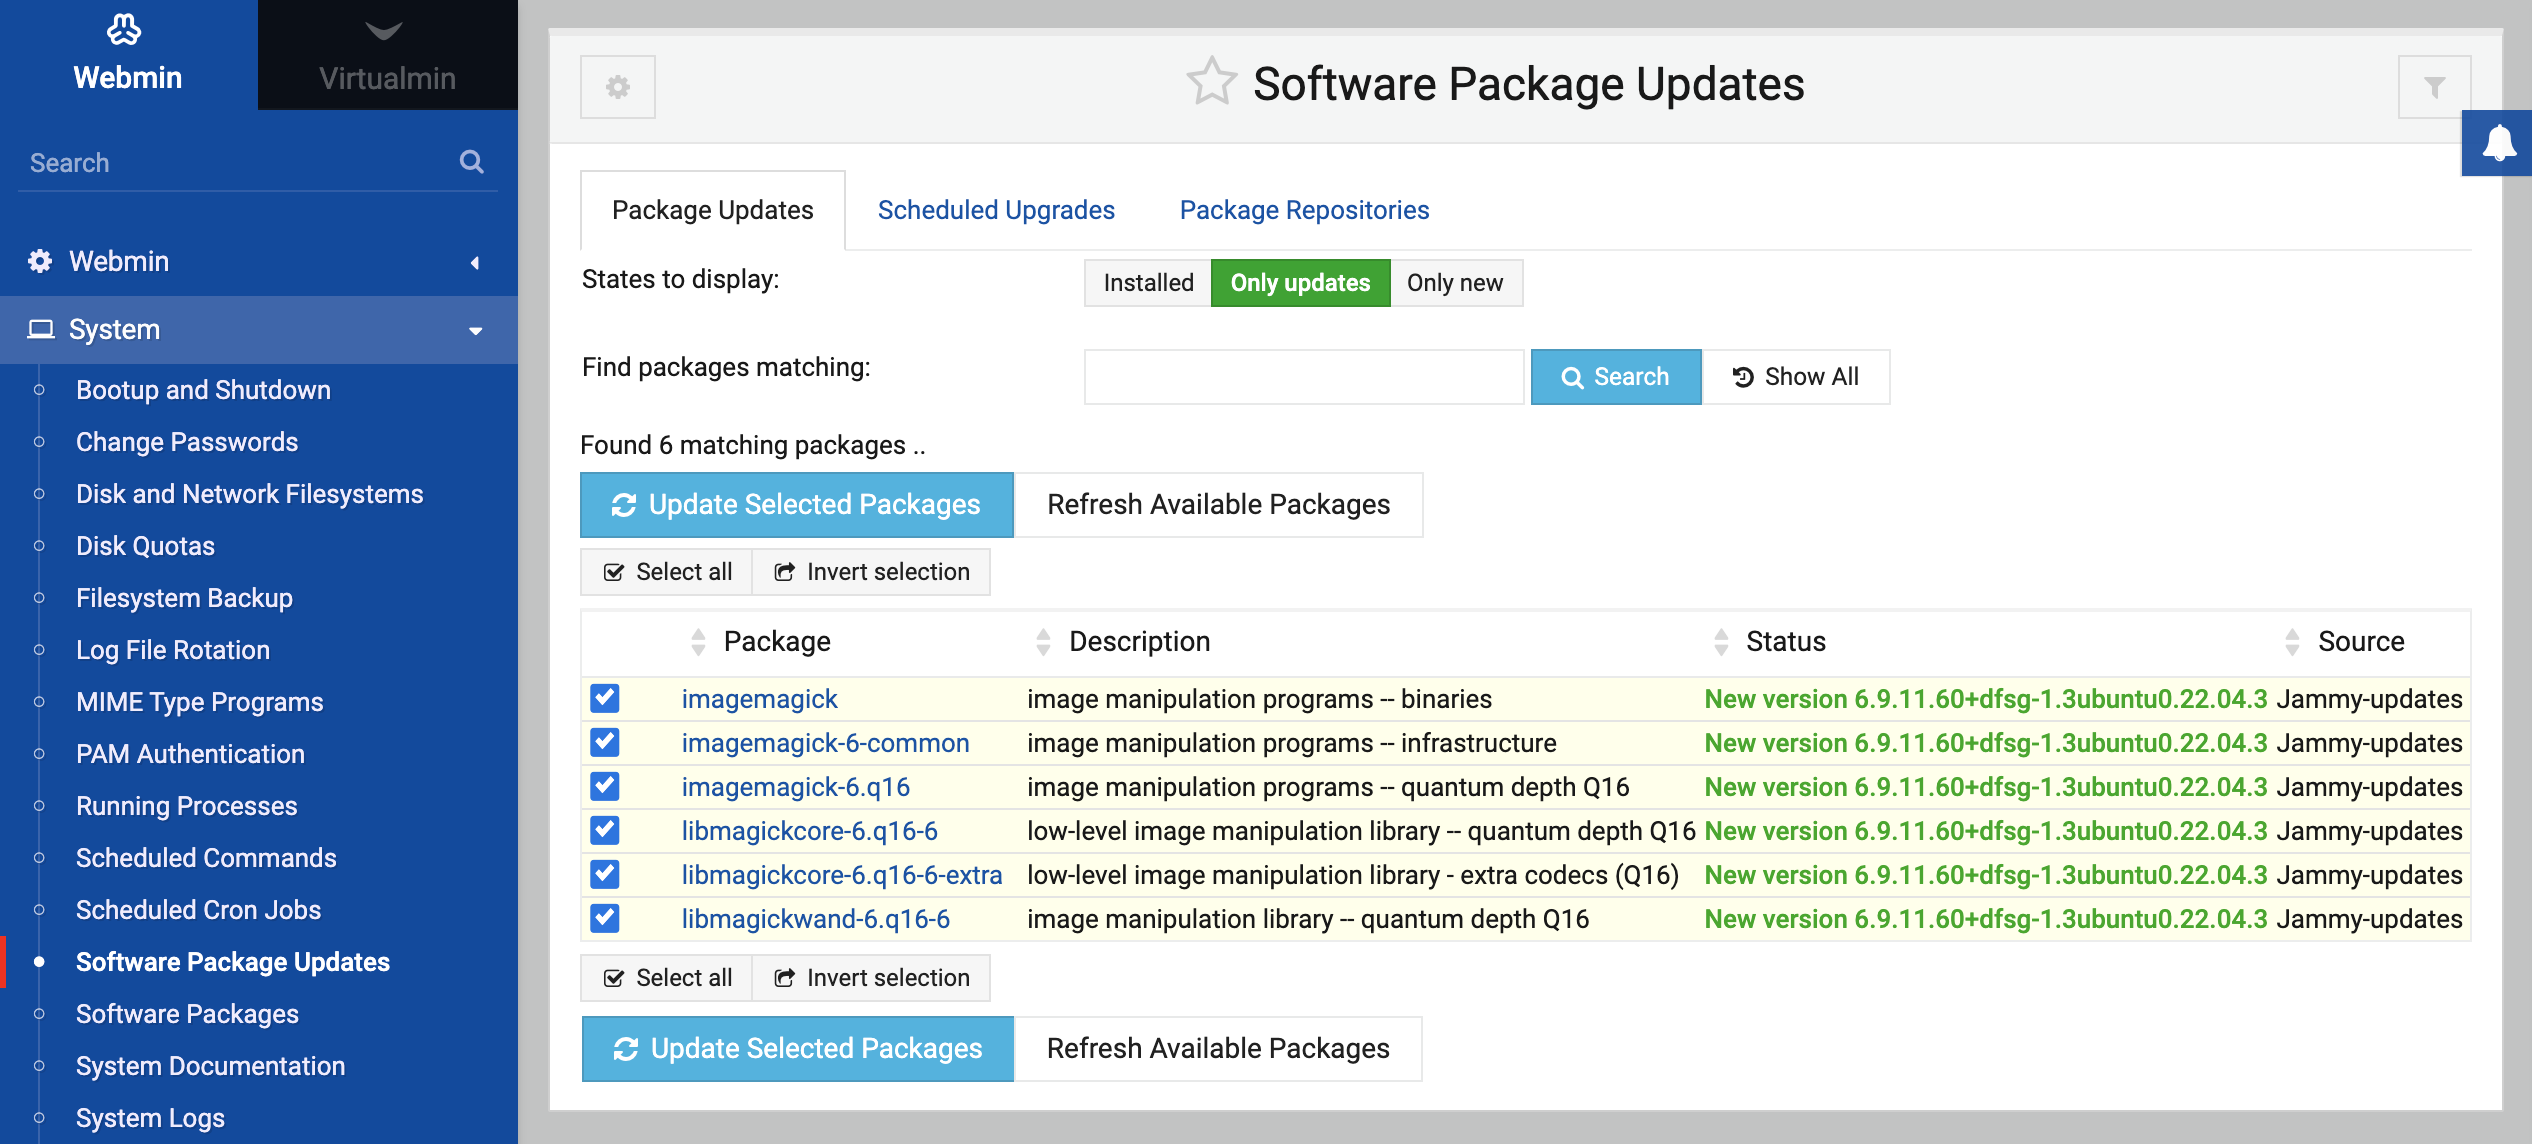 Webmin
Virtualmin
Search
Webmin
System
Bootup and Shutdown
Change Passwords
Disk and Network Filesystems
Disk Quotas
Filesystem Backup
Log File Rotation
MIME Type Programs
PAM Authentication
Running Processes
Scheduled Commands
Scheduled Cron Jobs
Software Package Updates
Software Packages
System Documentation
System Logs
Software Package Updates
Package Updates Scheduled Upgrades Package Repositories
States to display: Installed Only updates Only new
Find packages matching: Search Show All
Found 6 matching packages ..
Update Selected Packages Refresh Available Packages
Select all Invert selection
Package Description Status Source
imagemagick image manipulation programs -- binaries New version 6.9.11.60+dfsg-1.3ubuntu0.22.04.3 Jammy-updates
imagemagick-6-common image manipulation programs -- infrastructure New version 6.9.11.60+dfsg-1.3ubuntu0.22.04.3 Jammy-updates
imagemagick-6.q16 image manipulation programs -- quantum depth Q16 New version 6.9.11.60+dfsg-1.3ubuntu0.22.04.3 Jammy-updates
libmagickcore-6.q16-6 low-level image manipulation library -- quantum depth Q16 New version 6.9.11.60+dfsg-1.3ubuntu0.22.04.3 Jammy-updates
libmagickcore-6.q16-6-extra low-level image manipulation library - extra codecs (Q16) New version 6.9.11.60+dfsg-1.3ubuntu0.22.04.3 Jammy-updates
libmagickwand-6.q16-6 image manipulation library -- quantum depth Q16 New version 6.9.11.60+dfsg-1.3ubuntu0.22.04.3 Jammy-updates
Select all Invert selection
Update Selected Packages Refresh Available Packages